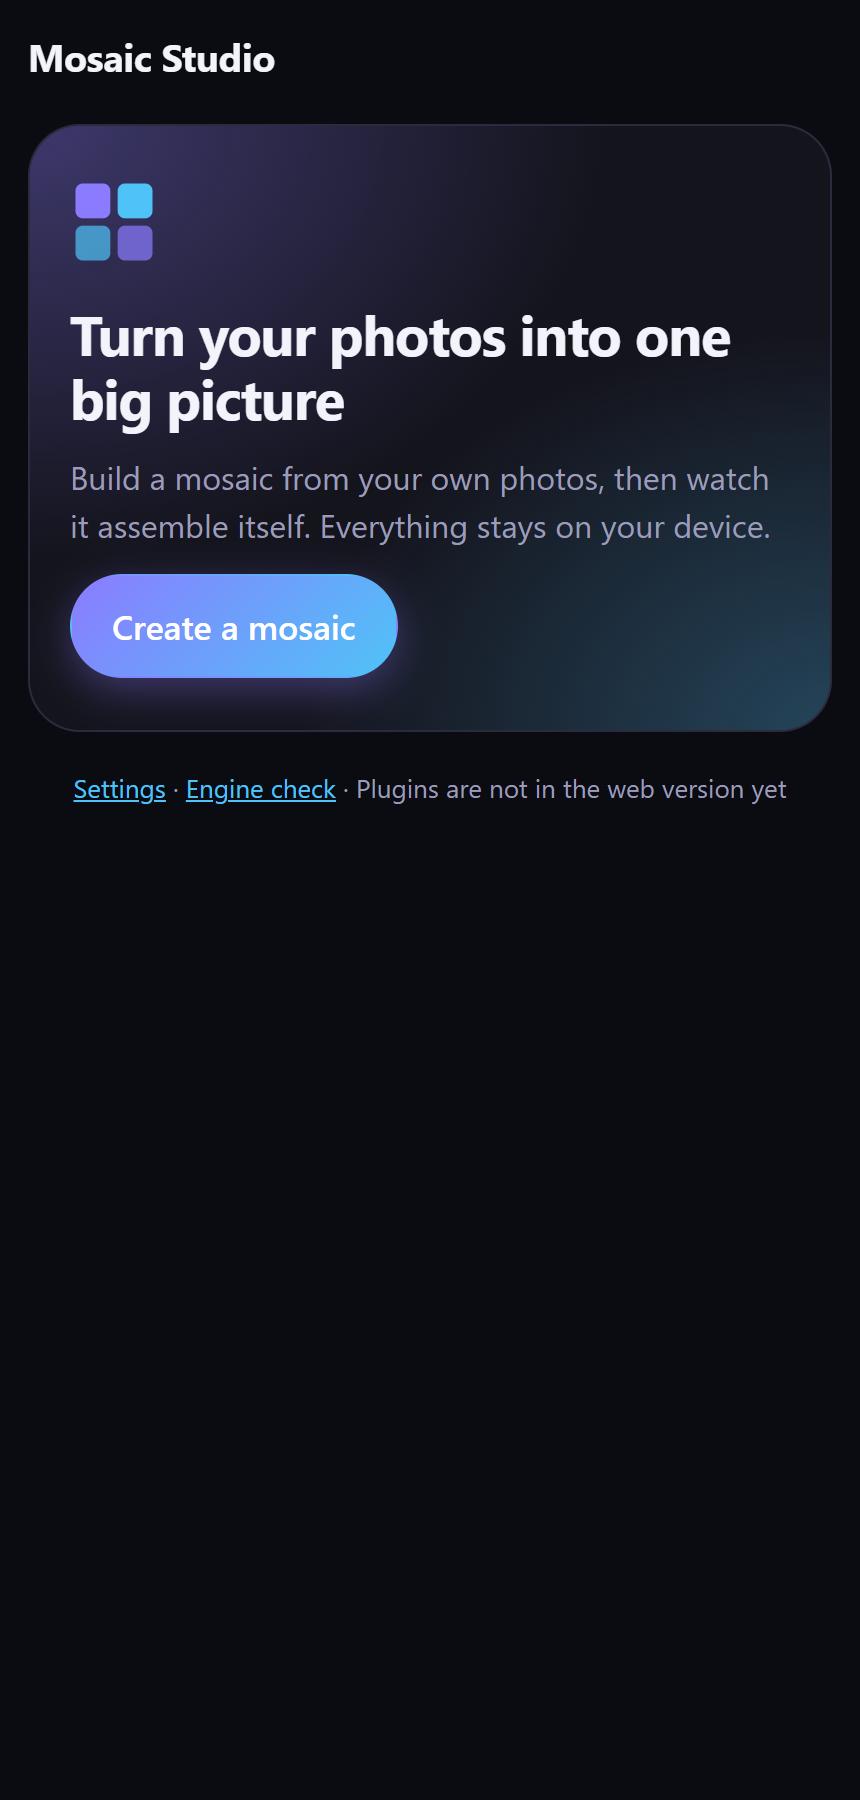 Mosaic Studio
Turn your photos into one
big picture
Build a mosaic from your own photos, then watch
it assemble itself. Everything stays on your device.
Create a mosaic
Settings · Engine check · Plugins are not in the web version yet